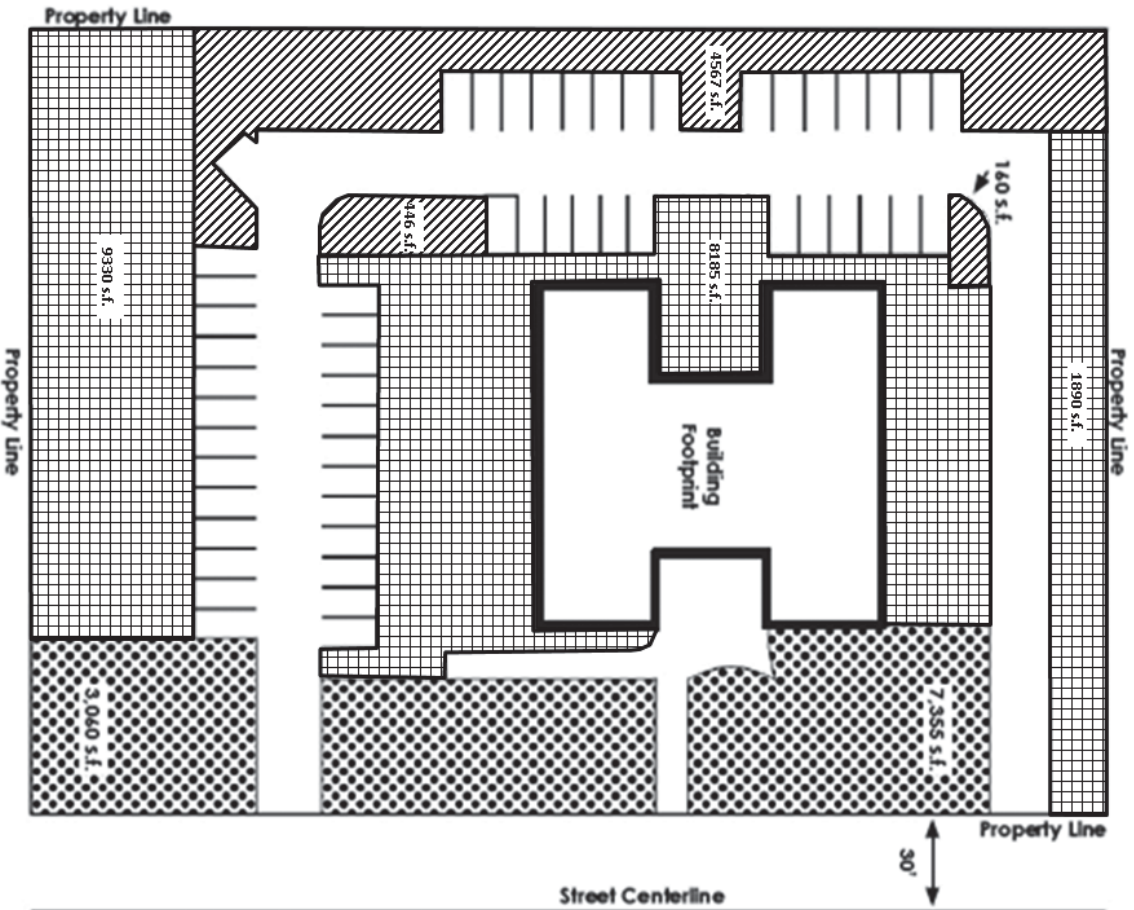 Property Line
4567 s.f.
160 s.f.
446 s.f.
8185 s.f.
9330 s.f.
Property Line
1890 s.f.
Property Line
Building
Footprint
3,060 s.f.
7,355 s.f.
Property Line
30'
Street Centerline